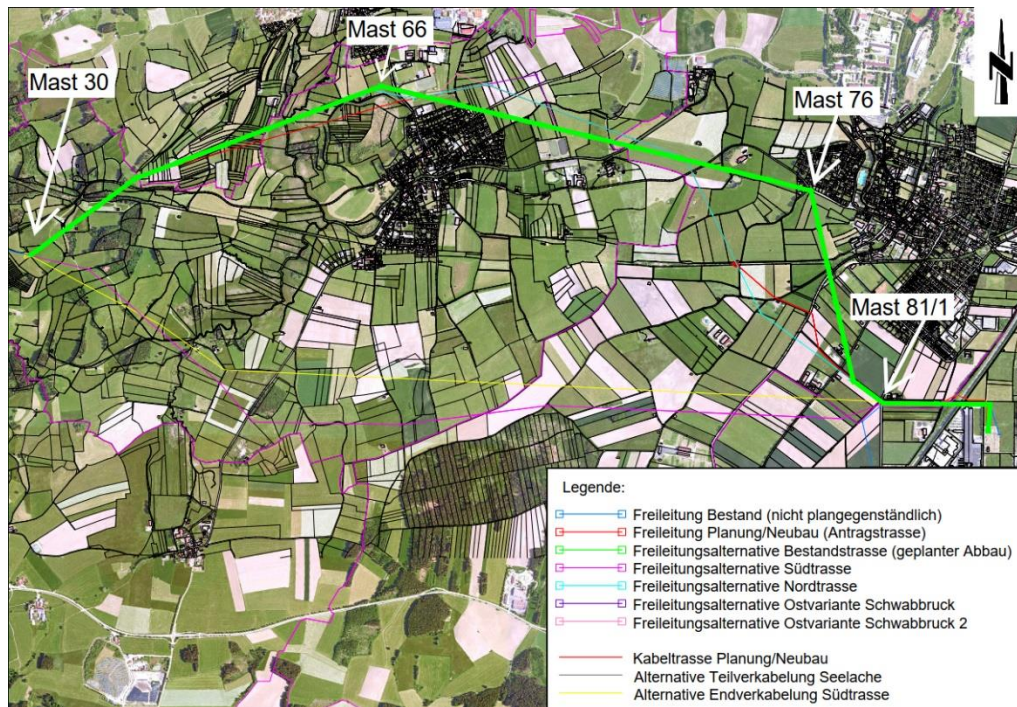 Mast 66
Mast 30
Mast 76
Mast 81/1
Legende:
Freileitung Bestand (nicht plangegenständlich)
Freileitung Planung/Neubau (Antragstrasse)
Freileitungsalternative Bestandstrasse (geplanter Abbau)
Freileitungsalternative Südtrasse
Freileitungsalternative Nordtrasse
Freileitungsalternative Ostvariante Schwabbruck
Freileitungsalternative Ostvariante Schwabbruck 2
Kabeltrasse Planung/Neubau
Alternative Teilverkabelung Seelache
Alternative Endverkabelung Südtrasse